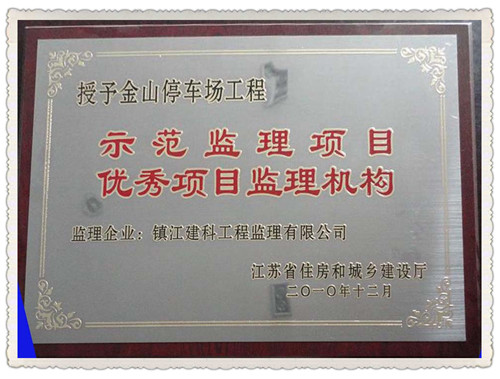 授予金山停车场工程
示范监理项目
优秀项目监理机构
监理企业：镇江建科工程监理有限公司
江苏省住房和城乡建设厅
二〇一〇年十二月